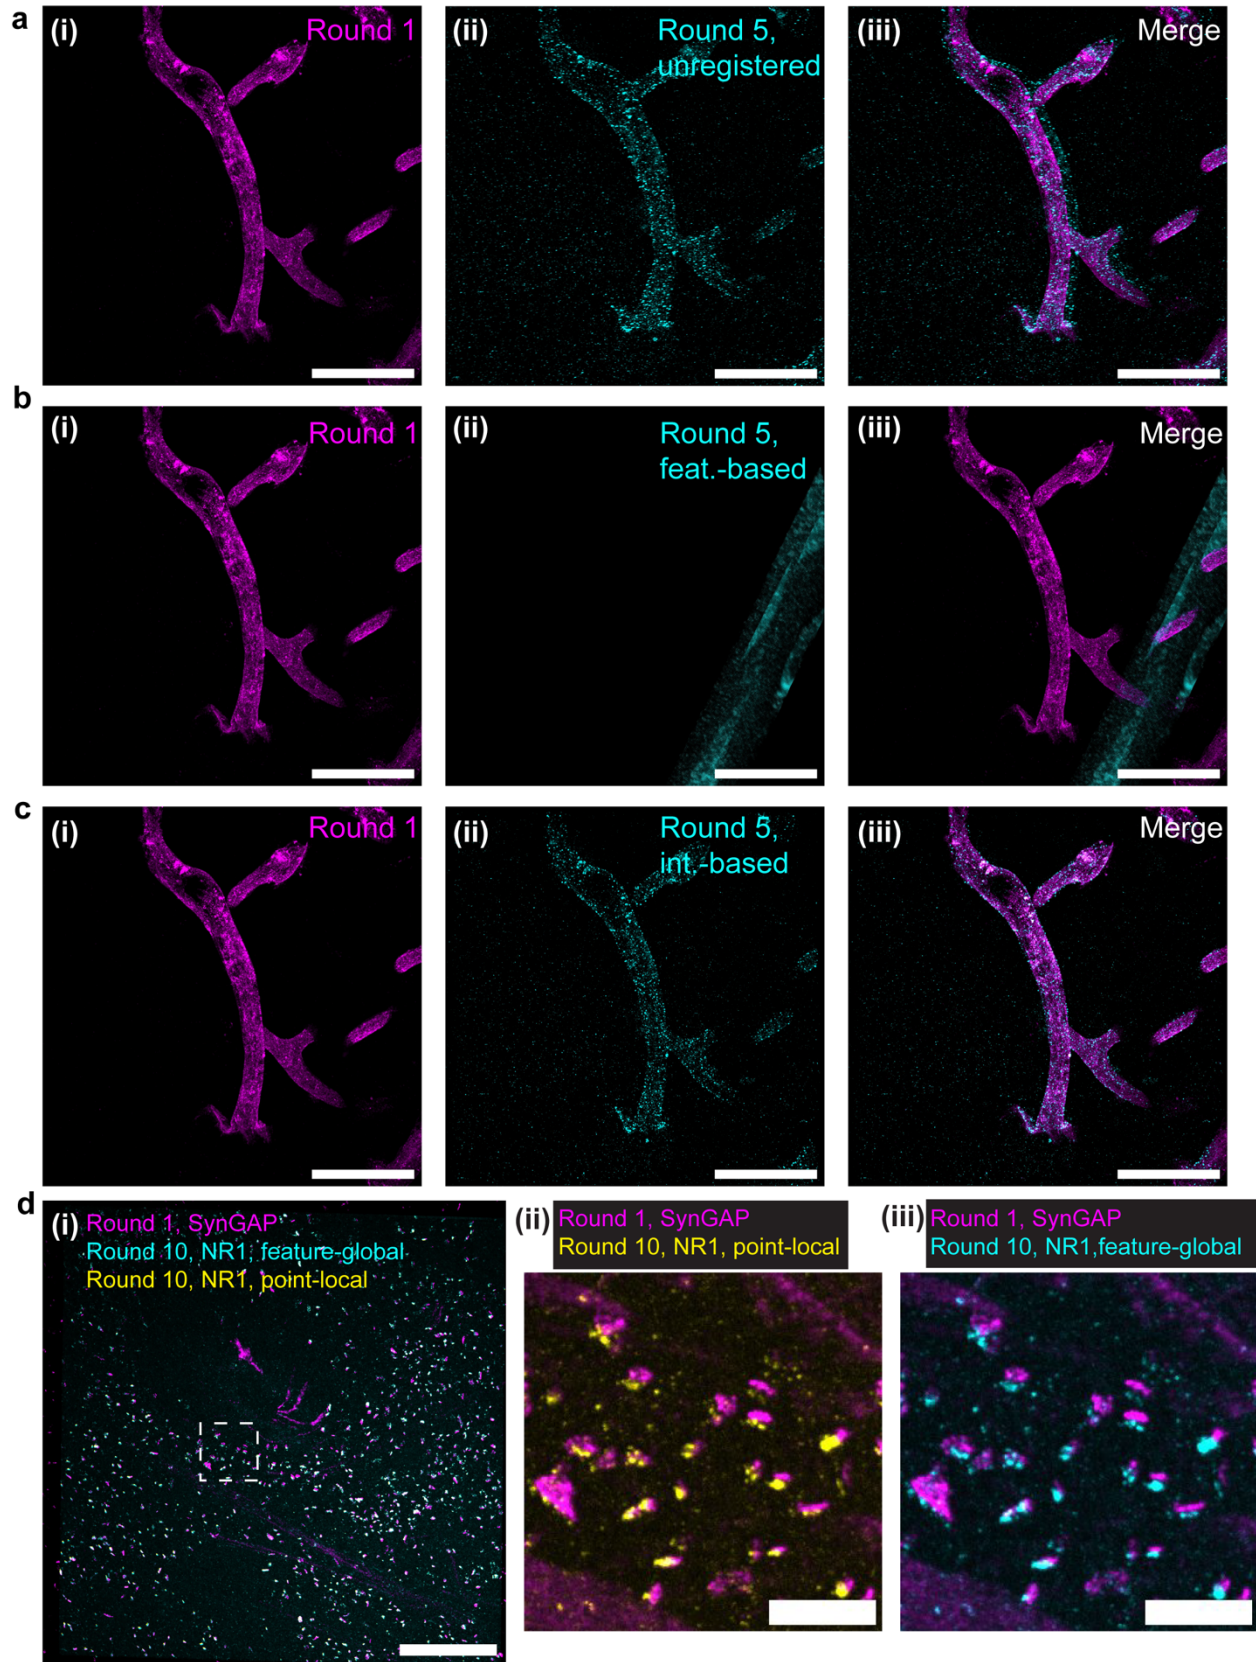 a
(i)
Round 1
(ii)
Round 5,
unregistered
(iii)
Merge
b
(i)
Round 1
(ii)
Round 5,
feat.-based
(iii)
Merge
c
(i)
Round 1
(ii)
Round 5,
int.-based
(iii)
Merge
d
(i)
Round 1, SynGAP
Round 10, NR1, feature-global
Round 10, NR1, point-local
(ii)
Round 1, SynGAP
Round 10, NR1, point-local
(iii)
Round 1, SynGAP
Round 10, NR1,feature-global